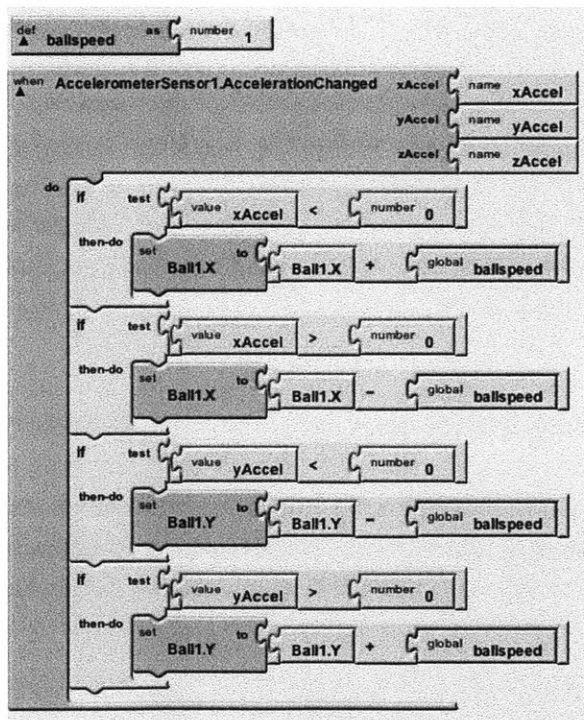 def ballspeed as number 1
when AccelerometerSensor1.AccelerationChanged xAccel name xAccel
yAccel name yAccel
zAccel name zAccel
do if test value xAccel < number 0
then-do set Ball1.X to Ball1.X + global ballspeed
if test value xAccel > number 0
then-do set Ball1.X to Ball1.X - global ballspeed
if test value yAccel < number 0
then-do set Ball1.Y to Ball1.Y - global ballspeed
if test value yAccel > number 0
then-do set Ball1.Y to Ball1.Y + global ballspeed